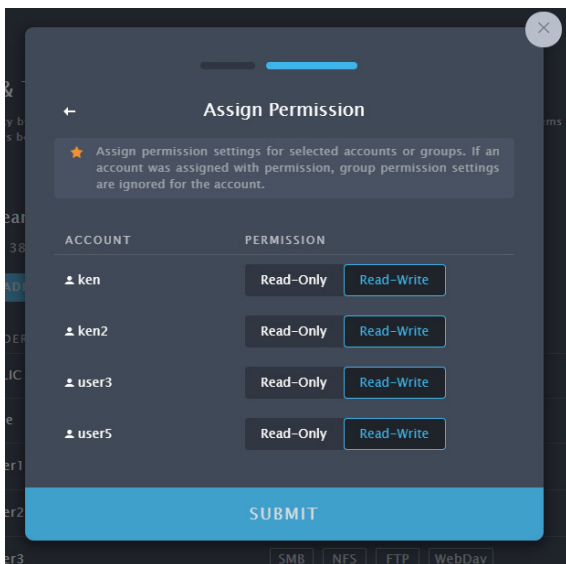 Assign Permission
Assign permission settings for selected accounts or groups. If an
account was assigned with permission, group permission settings
are ignored for the account.
ACCOUNT PERMISSION
ken Read-Only Read-Write
ken2 Read-Only Read-Write
user3 Read-Only Read-Write
user5 Read-Only Read-Write
SUBMIT
SMB NFS FTP WebDav